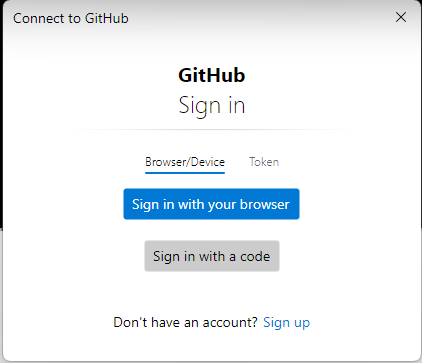 Connect to GitHub
GitHub
Sign in
Browser/Device Token
Sign in with your browser
Sign in with a code
Don't have an account? Sign up